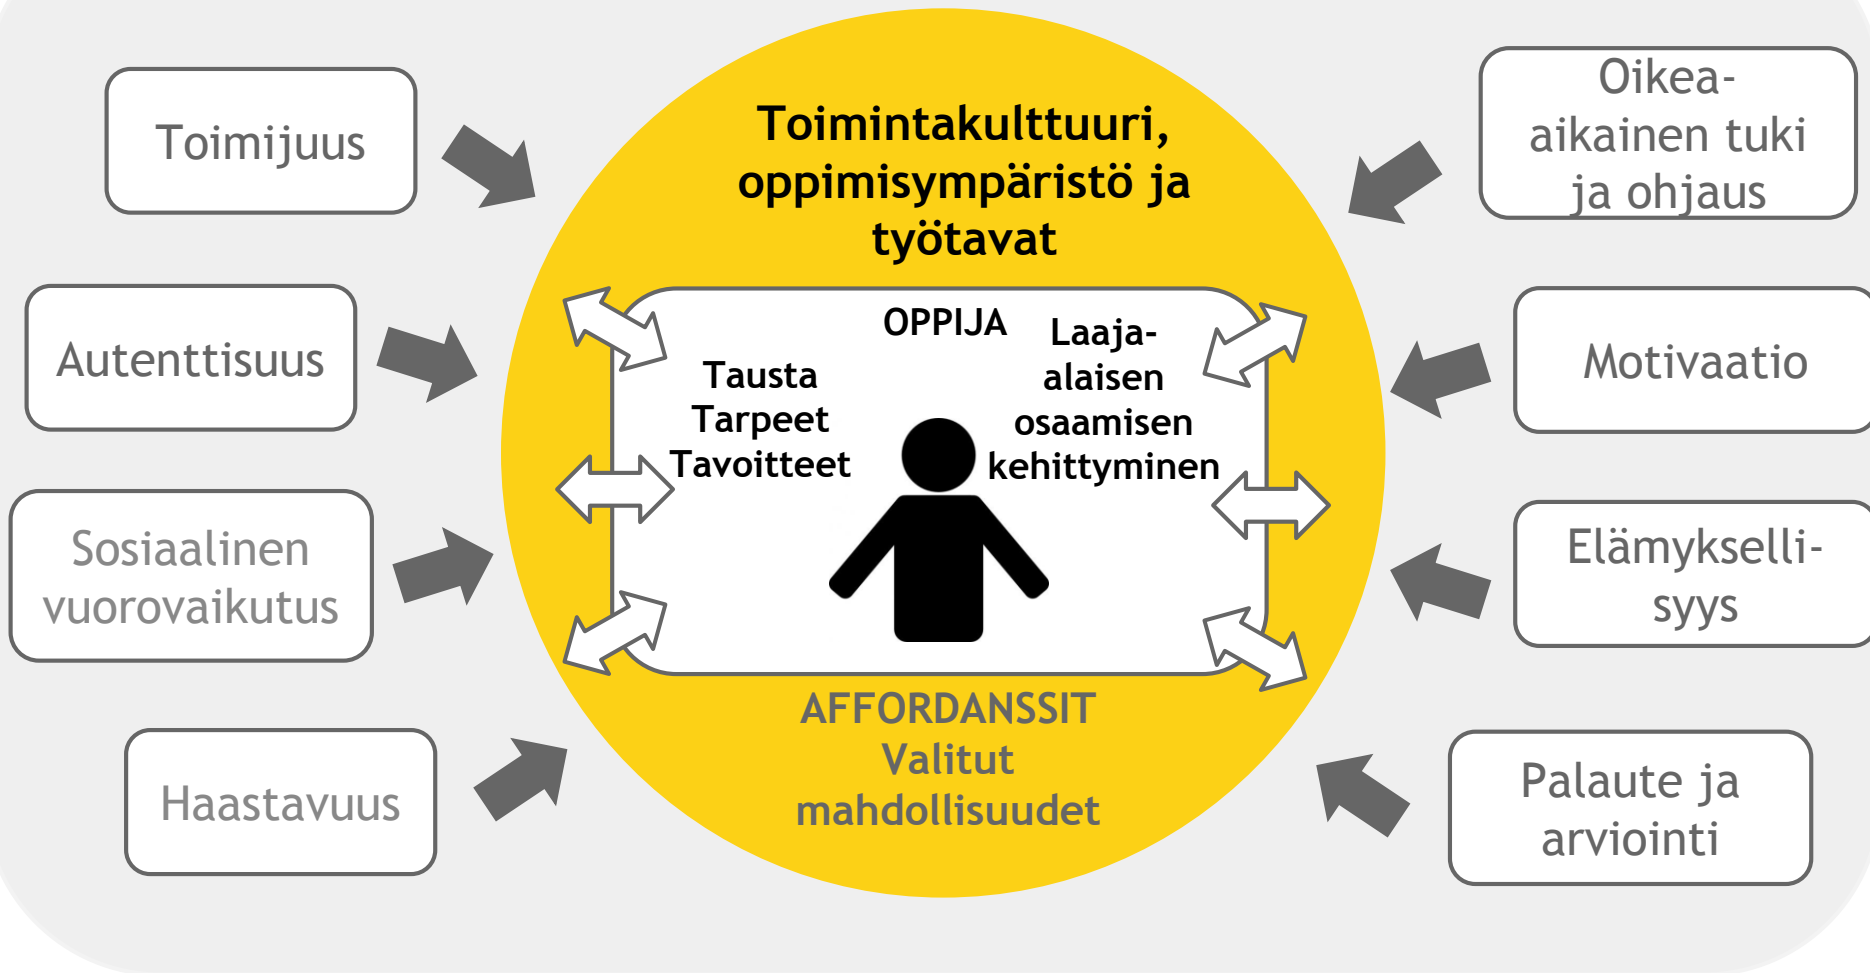 Toimijuus
Autenttisuus
Sosiaalinen
vuorovaikutus
Haastavuus
Toimintakulttuuri,
oppimisympäristö ja
työtavat
OPPIJA
Tausta
Tarpeet
Tavoitteet
Laaja-
alaisen
osaamisen
kehittyminen
AFFORDANSSIT
Valitut
mahdollisuudet
Oikea-
aikainen tuki
ja ohjaus
Motivaatio
Elämykselli-
syys
Palaute ja
arviointi